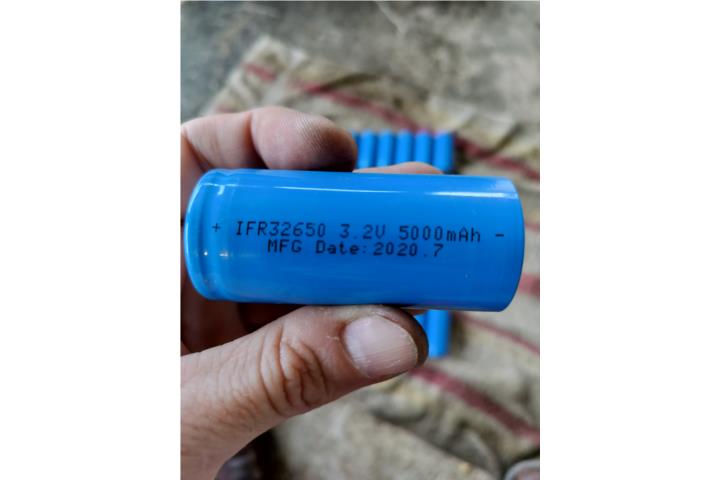 + IFR32650 3.2V 5000mAh -
MFG Date:2020.7